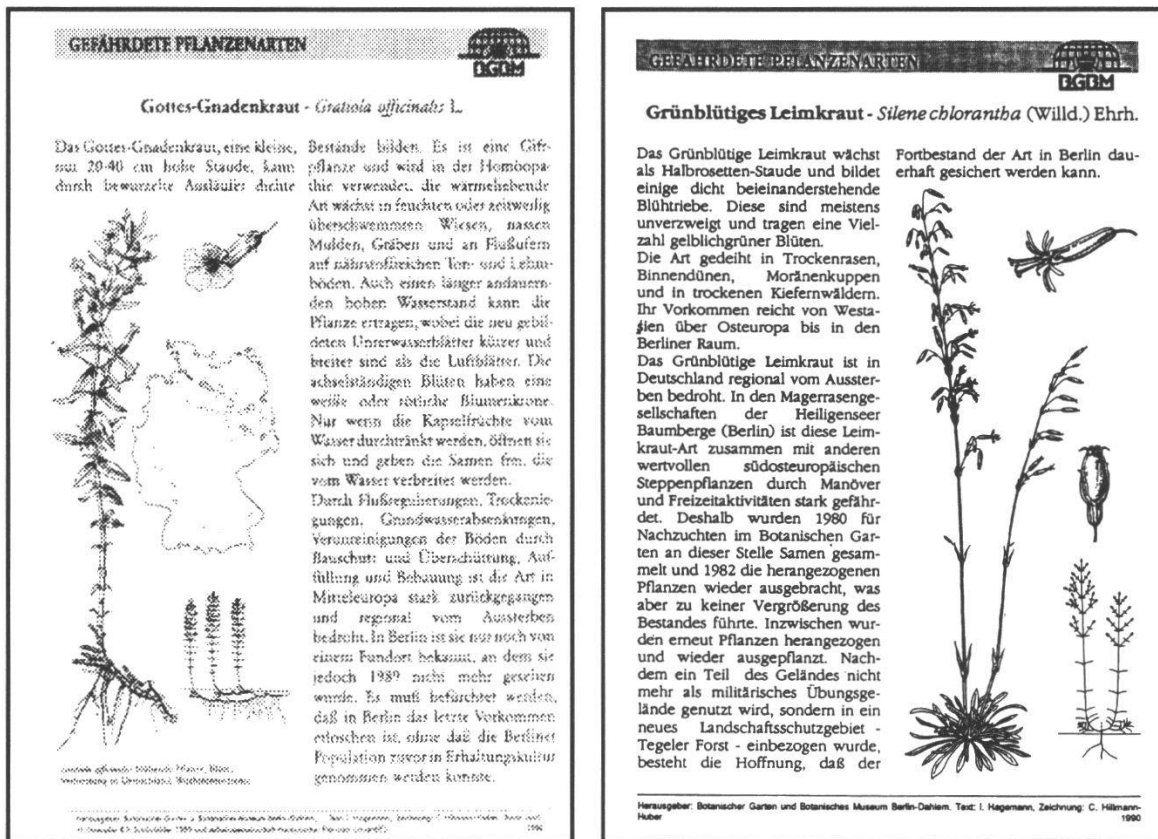 GEFÄHRDETE PFLANZENARTEN
BGBM
Gottes-Gnadenkraut - Gratiola officinalis L.
Das Gottes-Gnadenkraut, eine kleine,
nur 20-40 cm hohe Staude, kann
durch bewurzelte Ausläufer dichte
Bestände bilden. Es ist eine Gift-
pflanze und wird in der Homöopa-
thie verwendet. die wärmeliebende
Art wächst in feuchten oder zeitweilig
überschwemmten Wiesen, nassen
Mulden, Gräben und an Flußufern
auf nährstoffreichen Ton- und Lehm-
böden. Auch einen länger andauern-
den hohen Wasserstand kann die
Pflanze ertragen, wobei die neu gebil-
deten Unterwasserblätter kürzer und
breiter sind als die Luftblätter. Die
achselständigen Blüten haben eine
weiße oder rötliche Blumenkrone.
Nur wenn die Kapselfrüchte vom
Wasser durchtränkt werden, öffnen sie
sich und geben die Samen frei, die
vom Wasser verbreitet werden.
Durch Flußregulierungen, Trockenle-
gungen, Grundwasserabsenkungen,
Verunreinigungen der Böden durch
Bauschutt und Überschüttung, Auf-
füllung und Bebauung ist die Art in
Mitteleuropa stark zurückgegangen
und regional vom Aussterben
bedroht. In Berlin ist sie nur noch von
einem Fundort bekannt, an dem sie
jedoch 1989 nicht mehr gesehen
wurde. Es muß befürchtet werden,
daß in Berlin das letzte Vorkommen
erloschen ist, ohne daß die Berliner
Population zuvor in Erhaltungskultur
genommen werden konnte.
GEFÄHRDETE PFLANZENARTEN
BGBM
Grünblütiges Leimkraut - Silene chlorantha (Willd.) Ehrh.
Das Grünblütige Leimkraut wächst
als Halbrosetten-Staude und bildet
einige dicht beieinanderstehende
Blühtriebe. Diese sind meistens
unverzweigt und tragen eine Viel-
zahl gelblichgrüner Blüten.
Die Art gedeiht in Trockenrasen,
Binnendünen, Moränenkuppen
und in trockenen Kiefernwäldern.
Ihr Vorkommen reicht von Westa-
sien über Osteuropa bis in den
Berliner Raum.
Das Grünblütige Leimkraut ist in
Deutschland regional vom Ausster-
ben bedroht. In den Magerrasenge-
sellschaften der Heiligenseer
Baumberge (Berlin) ist diese Leim-
kraut-Art zusammen mit anderen
wertvollen südosteuropäischen
Steppenpflanzen durch Manöver
und Freizeitaktivitäten stark gefähr-
det. Deshalb wurden 1980 für
Nachzuchten im Botanischen Gar-
ten an dieser Stelle Samen gesam-
melt und 1982 die herangezogenen
Pflanzen wieder ausgebracht, was
aber zu keiner Vergrößerung des
Bestandes führte. Inzwischen wur-
den erneut Pflanzen herangezogen
und wieder ausgepflanzt. Nach-
dem ein Teil des Geländes nicht
mehr als militärisches Übungsge-
lände genutzt wird, sondern in ein
neues Landschaftsschutzgebiet -
Tegeler Forst - einbezogen wurde,
besteht die Hoffnung, daß der
Fortbestand der Art in Berlin dau-
erhaft gesichert werden kann.
Herausgeber: Botanischer Garten und Botanisches Museum Berlin-Dahlem. Text: I. Hagemann, Zeichnung: C. Hillmann-
Huber 1990